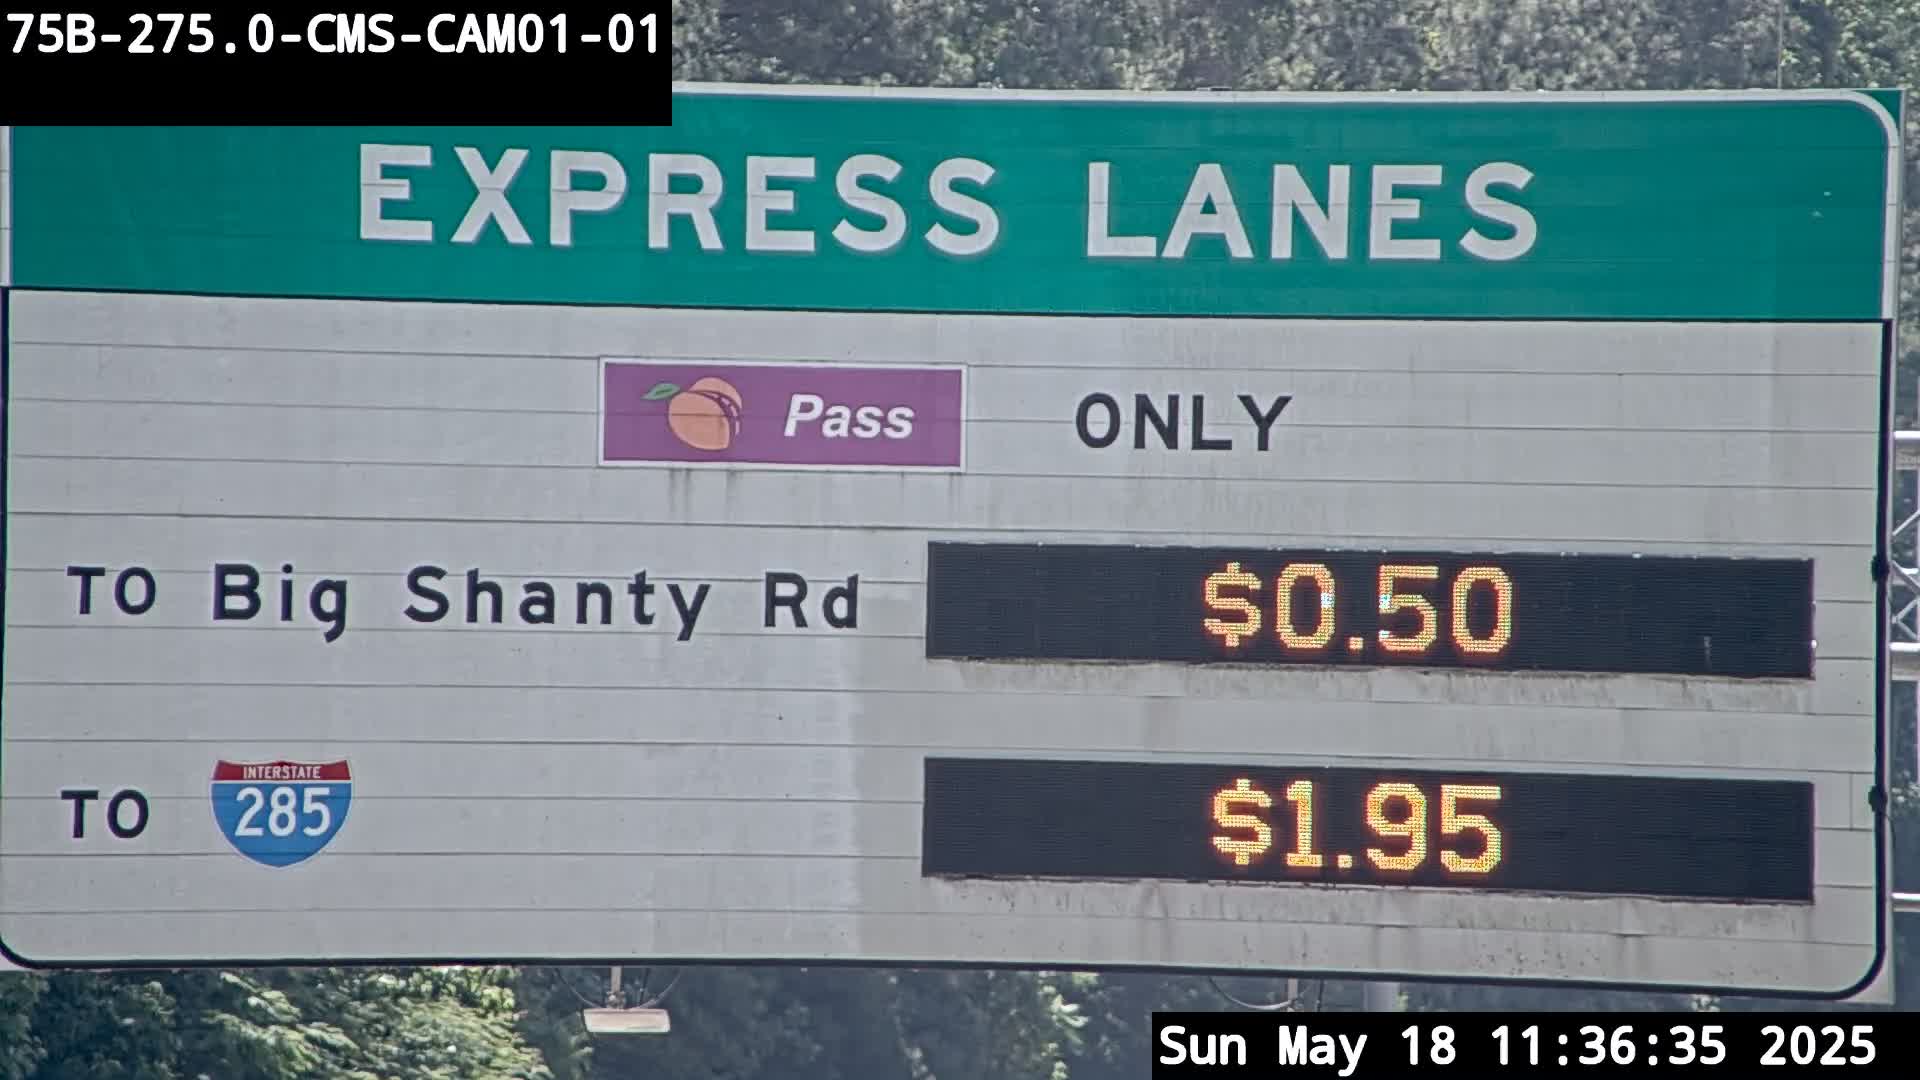 75B-275.0-CMS-CAM01-01
EXPRESS LANES
Pass ONLY
TO Big Shanty Rd $0.50
INTERSTATE
TO 285 $1.95
Sun May 18 11:36:35 2025